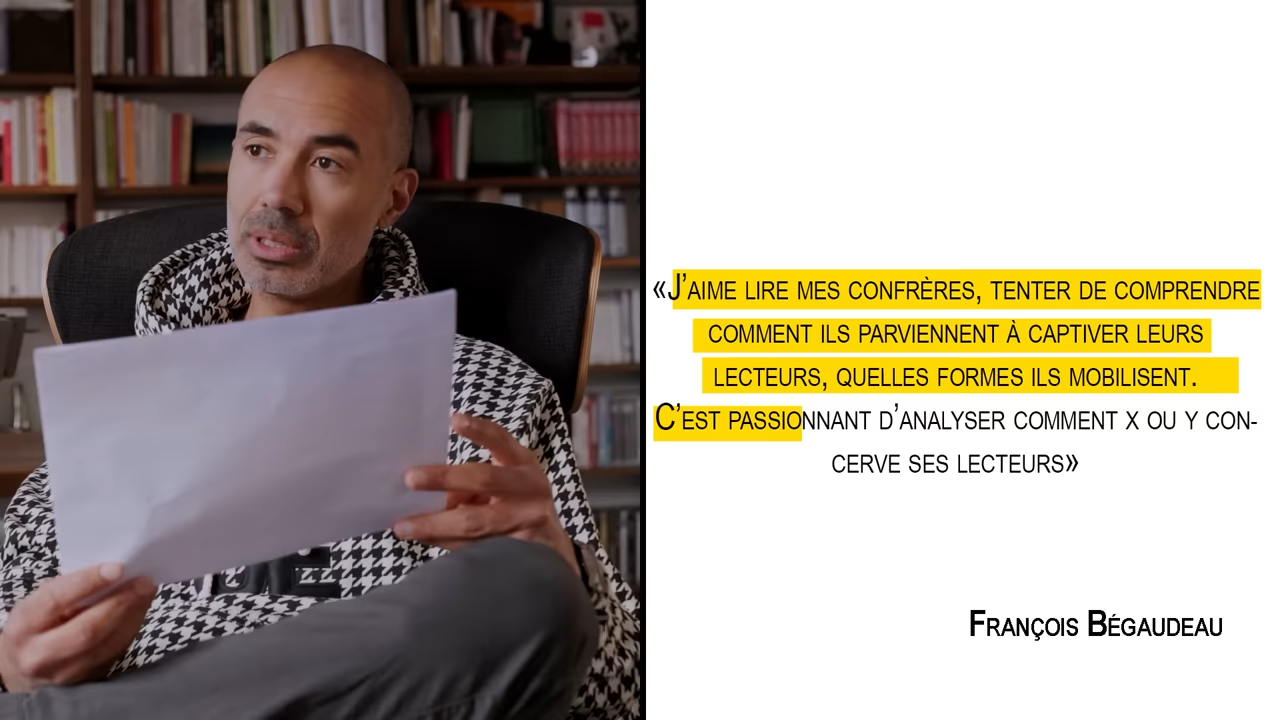 «J'AIME LIRE MES CONFRÈRES, TENTER DE COMPRENDRE
COMMENT ILS PARVIENNENT À CAPTIVER LEURS
LECTEURS, QUELLES FORMES ILS MOBILISENT.
C'EST PASSIONNANT D'ANALYSER COMMENT X OU Y CON-
CERVE SES LECTEURS»
FRANÇOIS BÉGAUDEAU